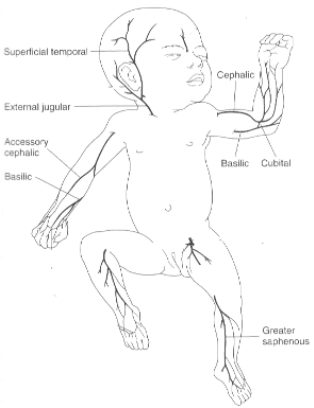 Superficial temporal
Cephalic
External jugular
Accessory
cephalic
Basilic
Cubital
Basilic
Greater
saphenous